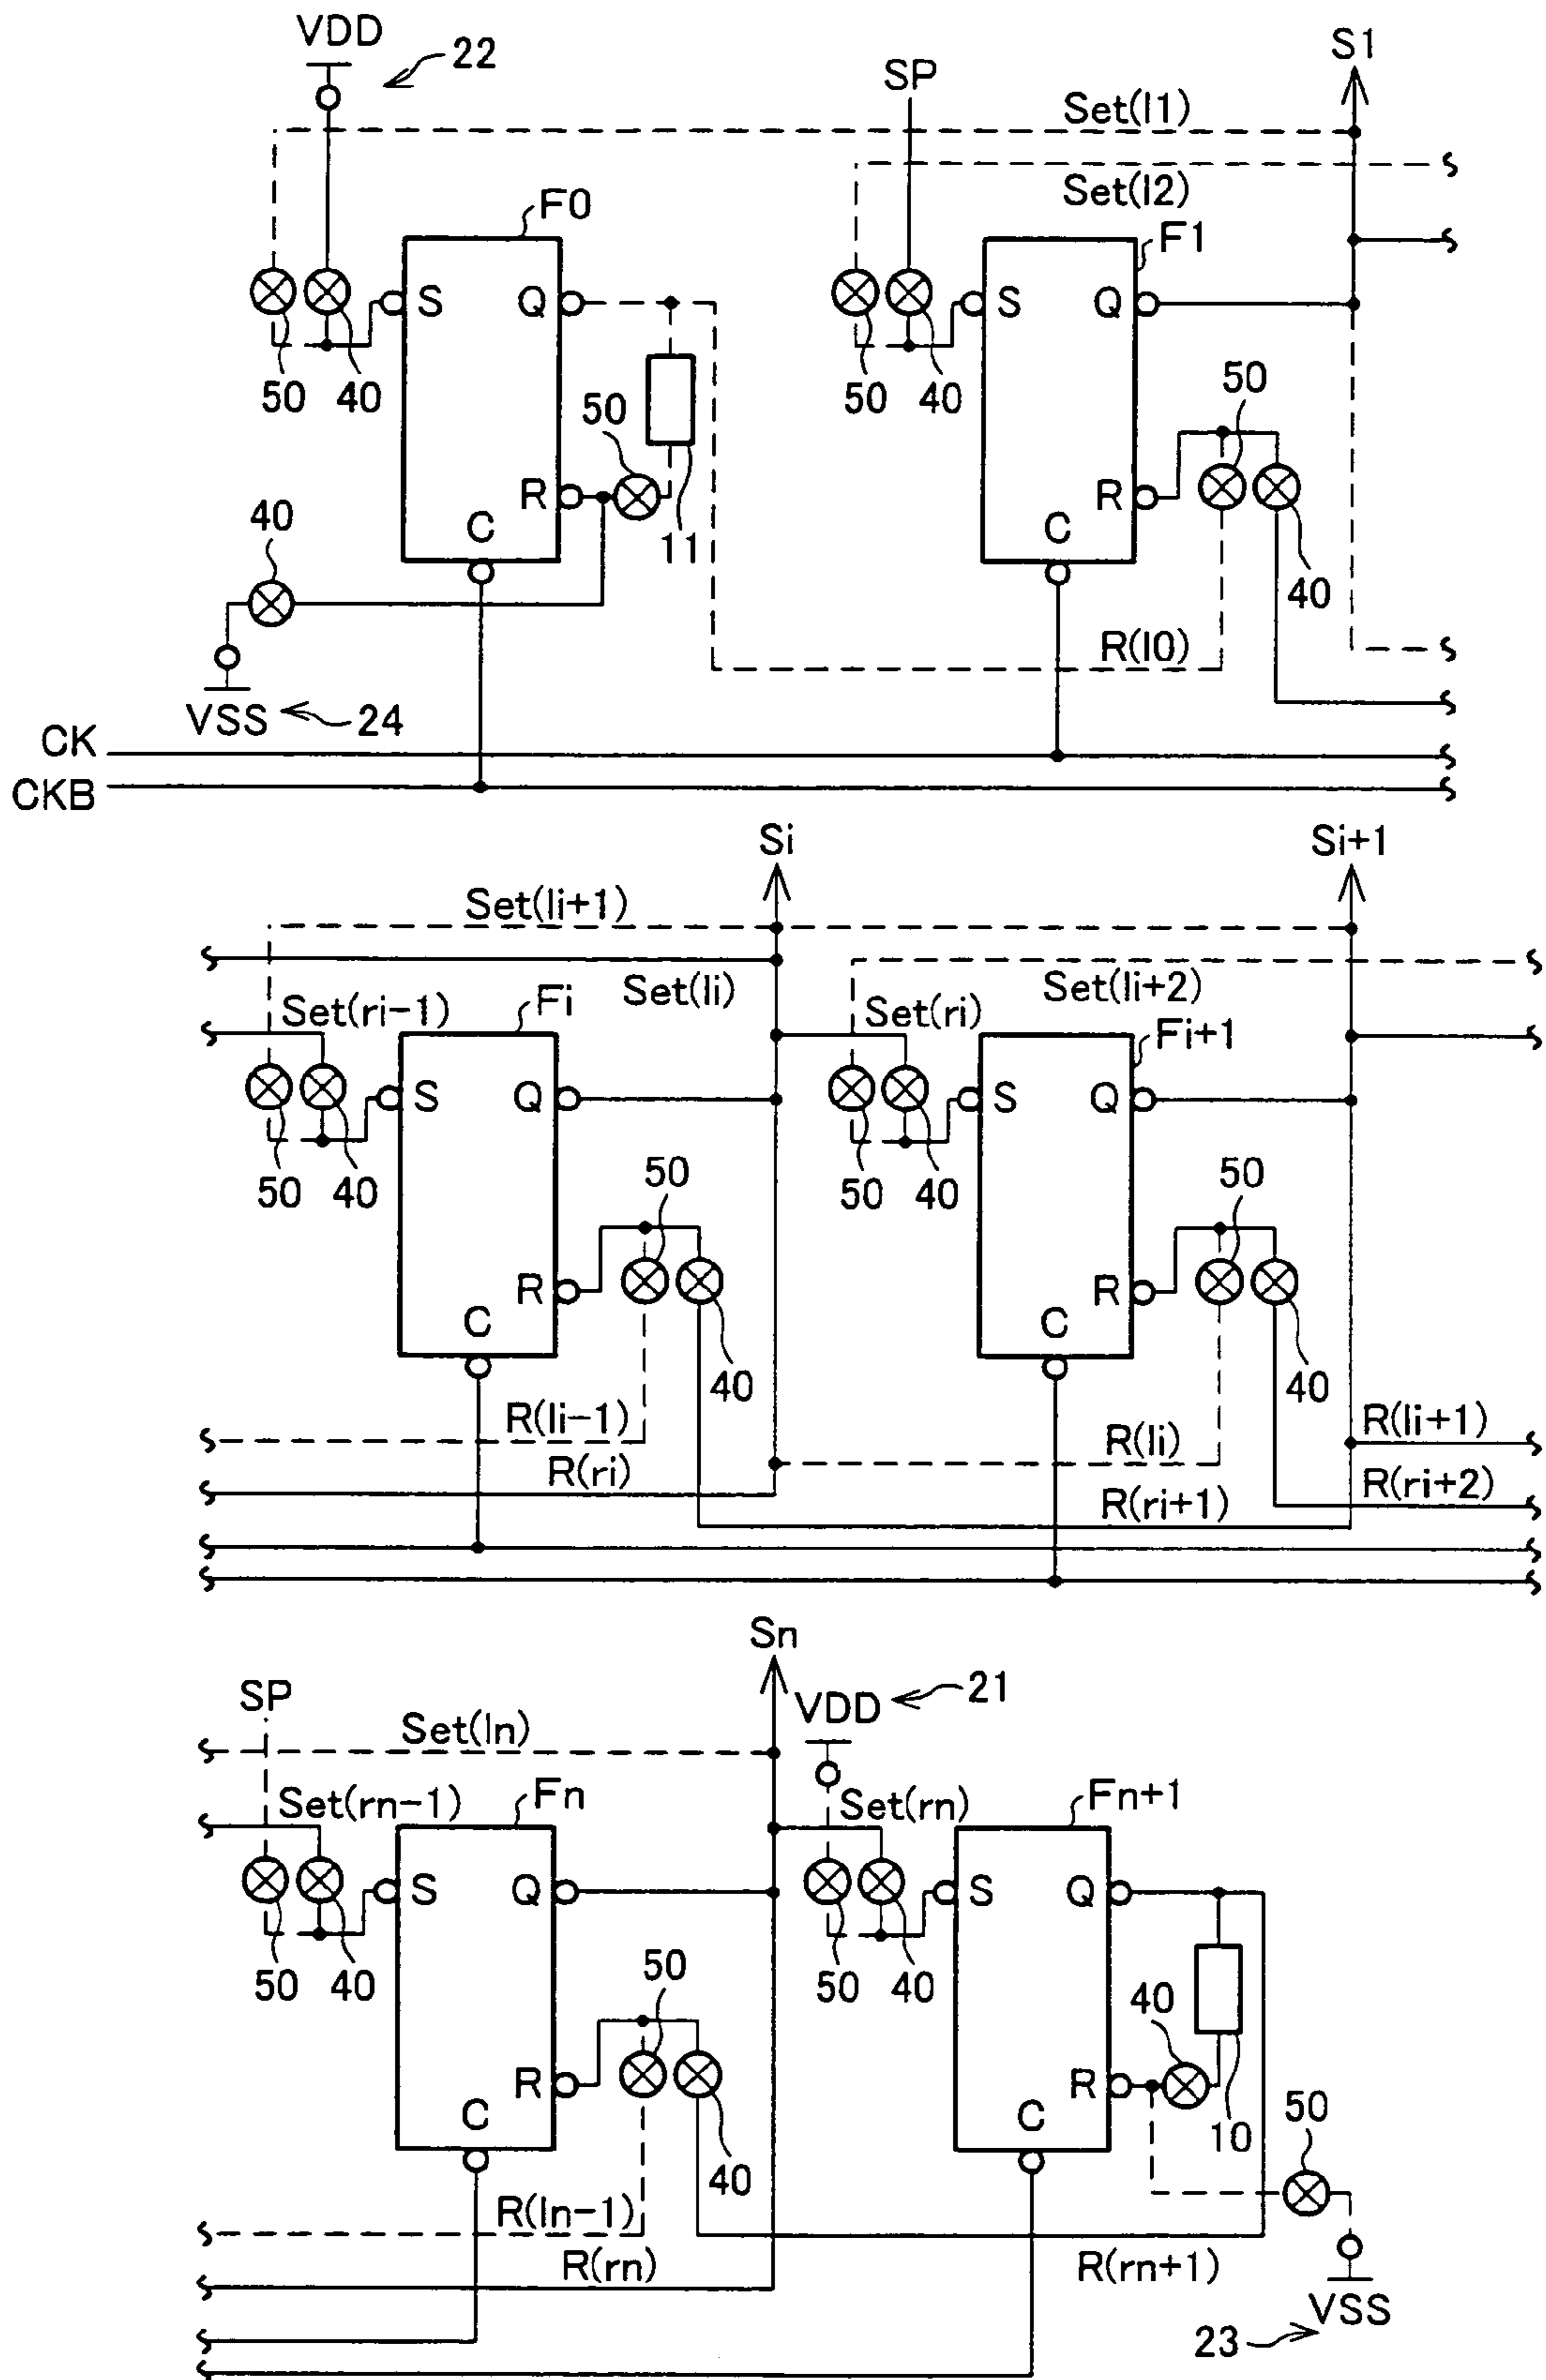 VDD
22
SP
S1
Set(l1)
Set(l2)
F0
F1
S
Q
S
Q
50
40
50
50
40
50
R
11
R
40
C
C
40
R(l0)
VSS
24
CK
CKB
Si
Si+1
Set(li+1)
Set(li)
Set(li+2)
Set(ri-1)
Fi
Set(ri)
Fi+1
S
Q
S
Q
50
40
50
50
40
50
R
R
C
C
40
40
R(li-1)
R(li)
R(li+1)
R(ri)
R(ri+1)
R(ri+2)
Sn
SP
VDD
21
Set(ln)
Set(rn-1)
Fn
Set(rn)
Fn+1
S
Q
S
Q
50
40
50
50
40
40
R
R
C
C
40
10
50
R(ln-1)
R(rn)
R(rn+1)
VSS
23